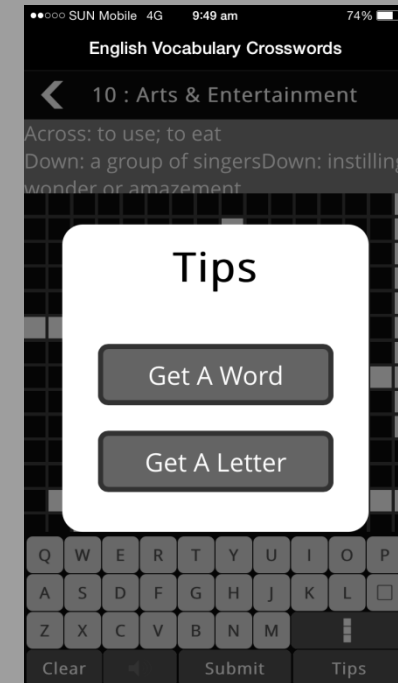 SUN Mobile 4G 9:49 am 74%
English Vocabulary Crosswords
10 : Arts & Entertainment
Across: to use; to eat
Down: a group of singersDown: instilling
wonder or amazement
Tips
Get A Word
Get A Letter
Q W E R T Y U I O P
A S D F G H J K L
Z X C V B N M
Clear Submit Tips